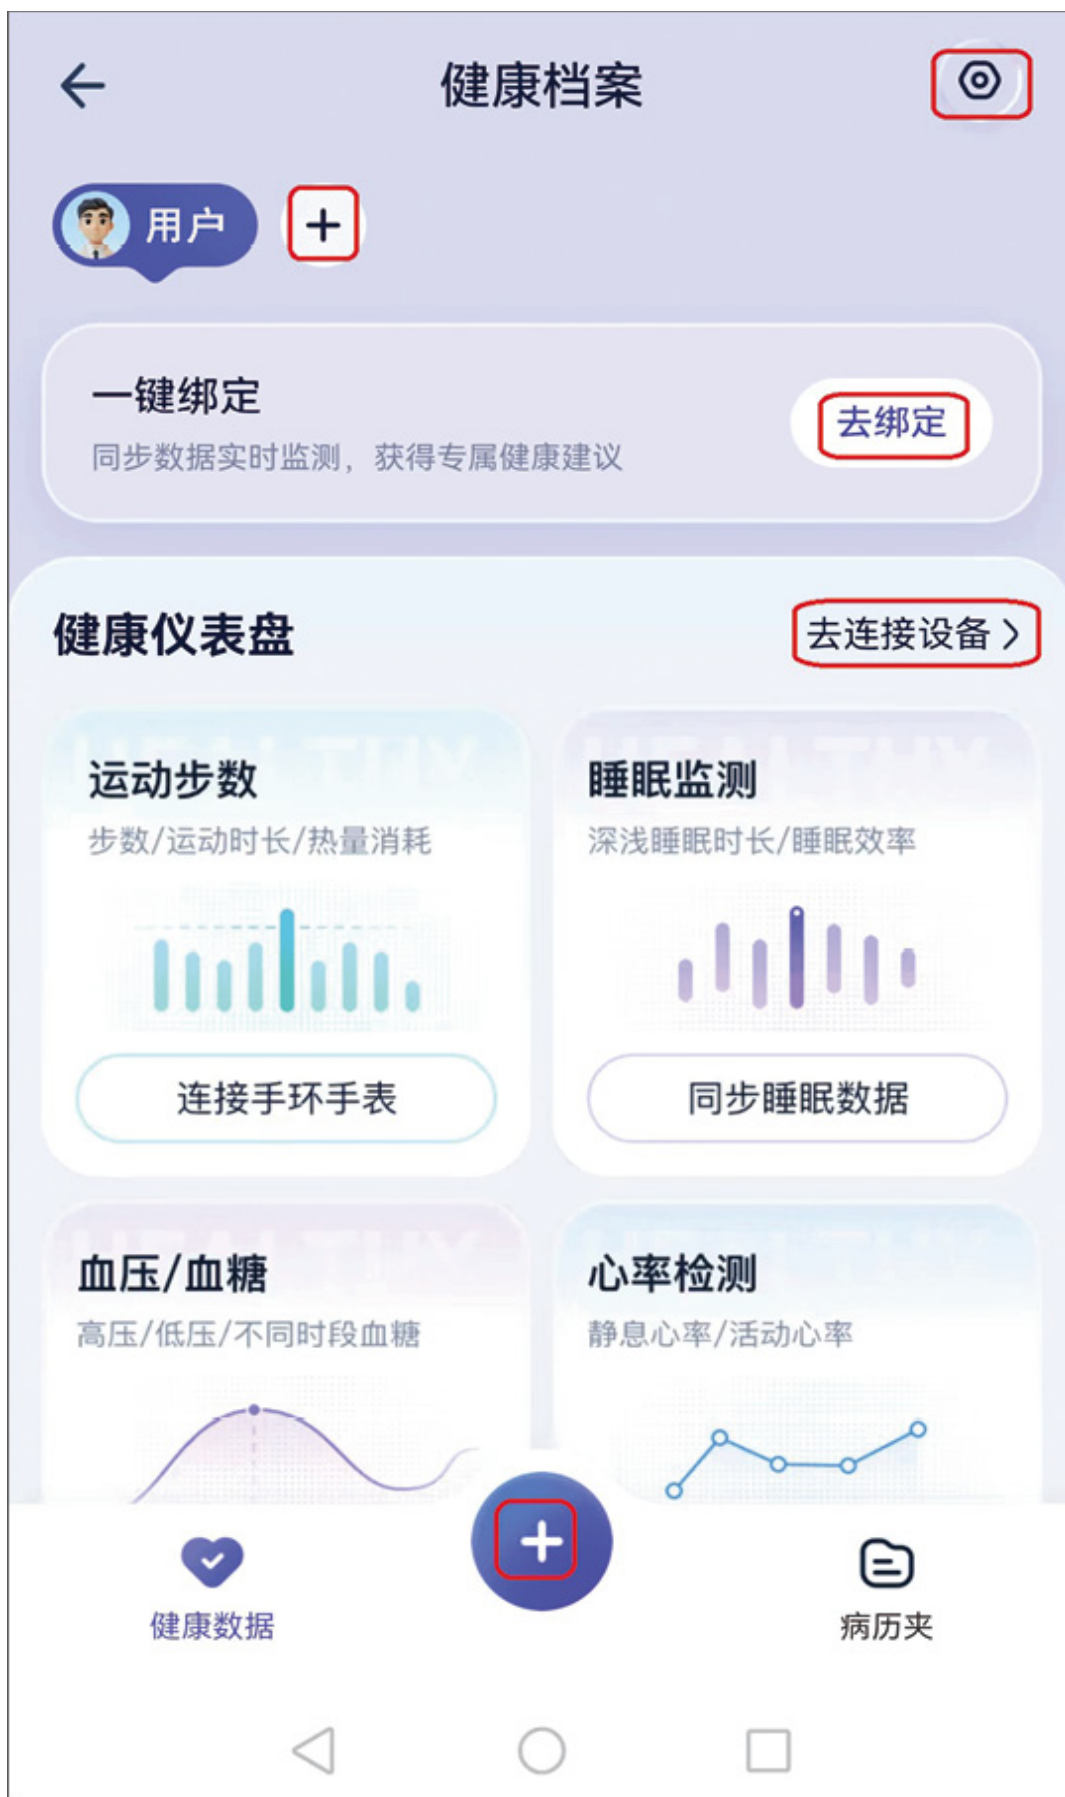 健康档案
用户
一键绑定
同步数据实时监测，获得专属健康建议
去绑定
健康仪表盘
去连接设备
运动步数
步数/运动时长/热量消耗
连接手环手表
睡眠监测
深浅睡眠时长/睡眠效率
同步睡眠数据
血压/血糖
高压/低压/不同时段血糖
心率检测
静息心率/活动心率
健康数据
病历夹